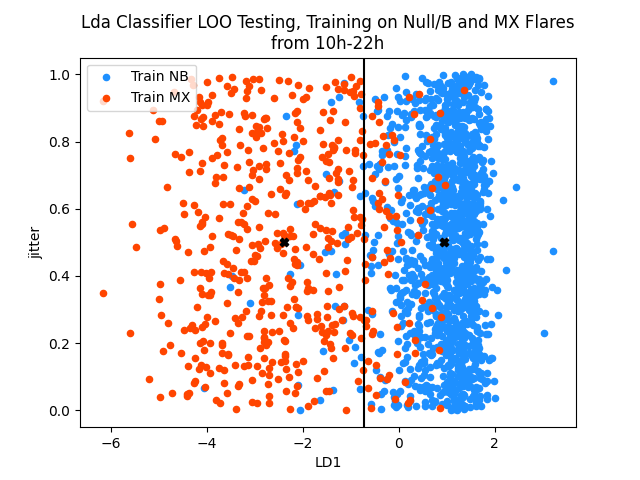 Lda Classifier LOO Testing, Training on Null/B and MX Flares
from 10h-22h
Train NB
Train MX
1.0
0.8
0.6
0.4
0.2
0.0
jitter
−6
−4
−2
0
2
LD1